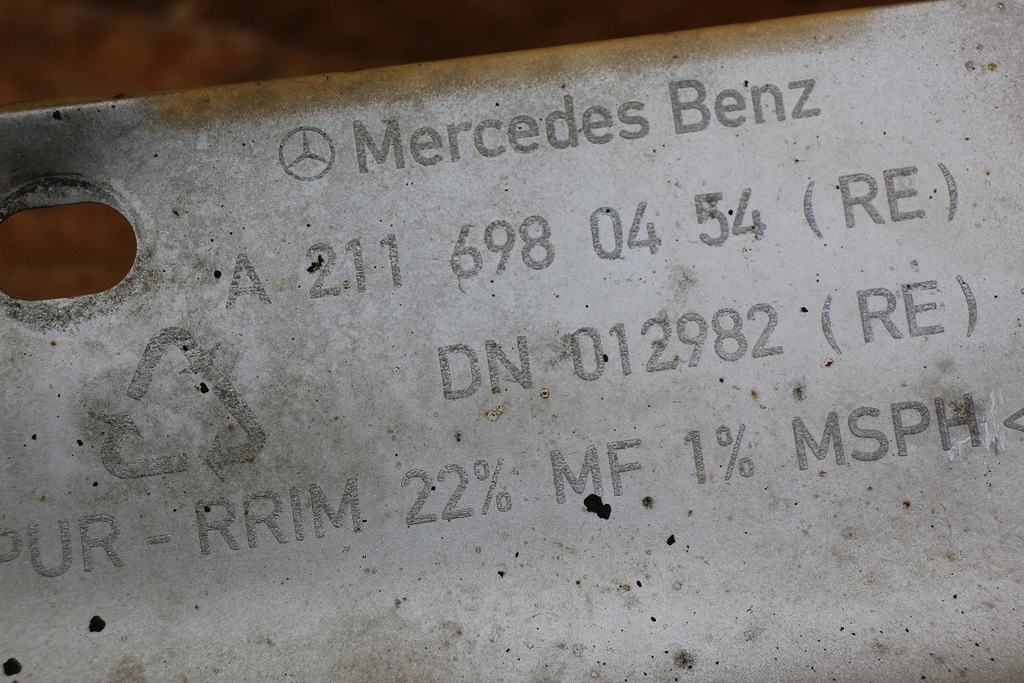 Mercedes Benz
A 211 698 04 54 (RE)
DN 012982 (RE)
PUR - RRIM 22% MF 1% MSPH <